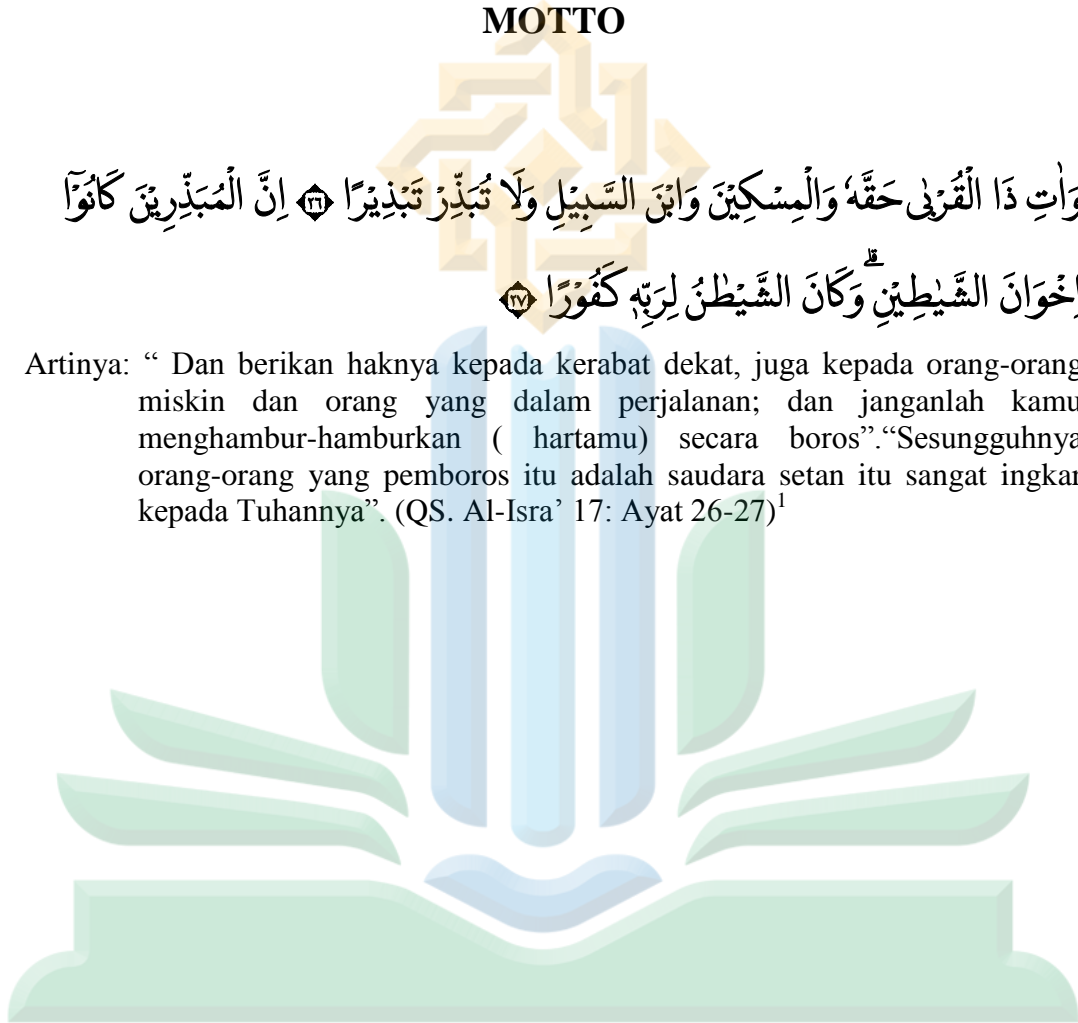 MOTTO
وَاٰتِ ذَا الْقُرْبٰى حَقَّهٗ وَالْمِسْكِيْنَ وَابْنَ السَّبِيْلِ وَلَا تُبَذِّرْ تَبْذِيْرًا ۝٢٦ اِنَّ الْمُبَذِّرِيْنَ كَانُوْٓا
اِخْوَانَ الشَّيٰطِيْنِۗ وَكَانَ الشَّيْطٰنُ لِرَبِّهٖ كَفُوْرًا ۝٢٧
Artinya: “ Dan berikan haknya kepada kerabat dekat, juga kepada orang-orang
miskin dan orang yang dalam perjalanan; dan janganlah kamu
menghambur-hamburkan ( hartamu) secara boros”.“Sesungguhnya
orang-orang yang pemboros itu adalah saudara setan itu sangat ingkar
kepada Tuhannya”. (QS. Al-Isra’ 17: Ayat 26-27)1